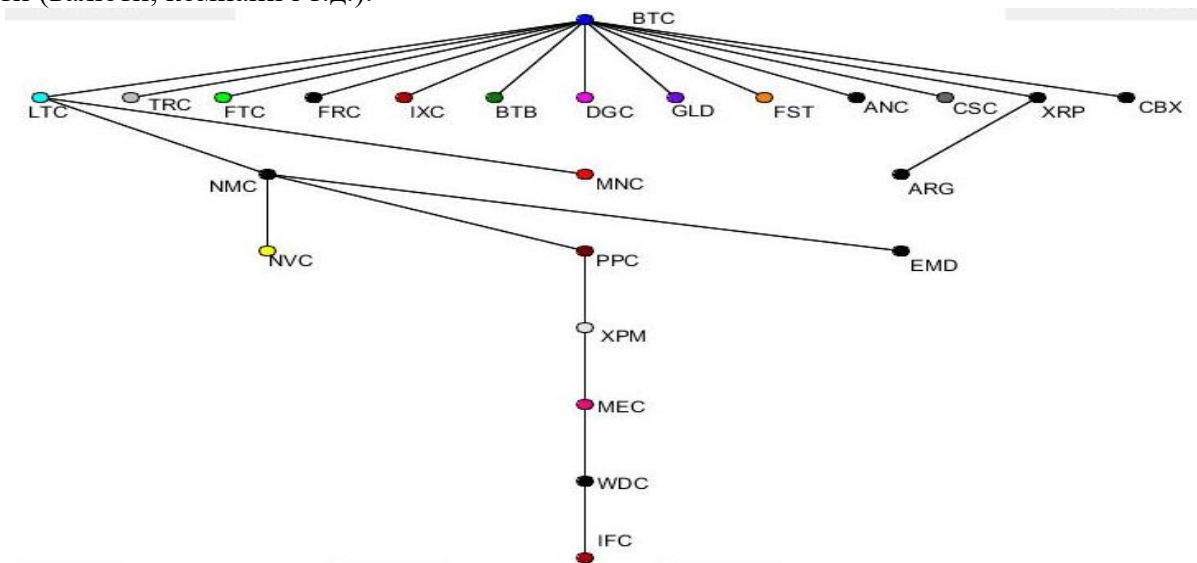 т.д.).
BTC
LTC TRC FTC FRC IXC BTB DGC GLD FST ANC CSC XRP CBX
NMC MNC ARG
NVC PPC EMD
XPM
MEC
WDC
IFC